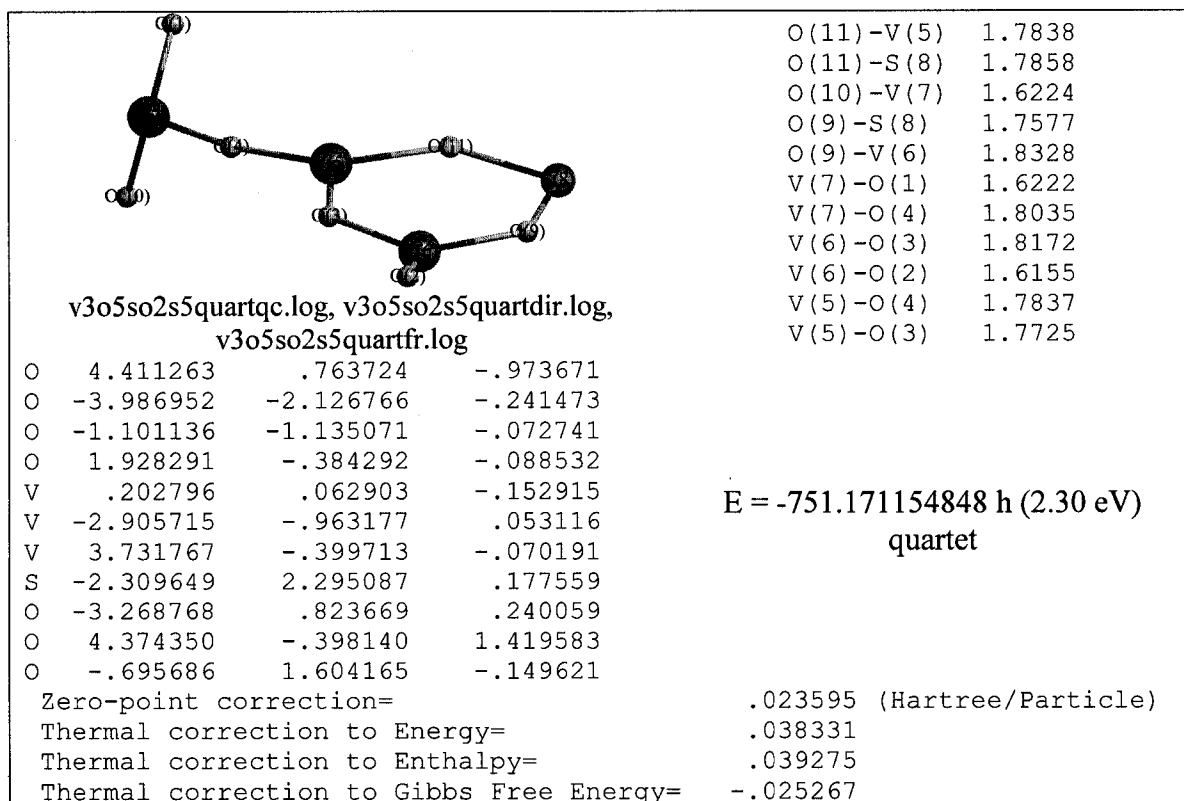 O(11)-V(5) 1.7838
O(11)-S(8) 1.7858
O(10)-V(7) 1.6224
O(9)-S(8) 1.7577
O(9)-V(6) 1.8328
V(7)-O(1) 1.6222
V(7)-O(4) 1.8035
V(6)-O(3) 1.8172
V(6)-O(2) 1.6155
V(5)-O(4) 1.7837
V(5)-O(3) 1.7725
v3o5so2s5quartqc.log, v3o5so2s5quartdir.log,
v3o5so2s5quartfr.log
O 4.411263 .763724 -.973671
O -3.986952 -2.126766 -.241473
O -1.101136 -1.135071 -.072741
O 1.928291 -.384292 -.088532
V .202796 .062903 -.152915
V -2.905715 -.963177 .053116
V 3.731767 -.399713 -.070191
S -2.309649 2.295087 .177559
O -3.268768 .823669 .240059
O 4.374350 -.398140 1.419583
O -.695686 1.604165 -.149621
E = -751.171154848 h (2.30 eV)
quartet
Zero-point correction= .023595 (Hartree/Particle)
Thermal correction to Energy= .038331
Thermal correction to Enthalpy= .039275
Thermal correction to Gibbs Free Energy= -.025267